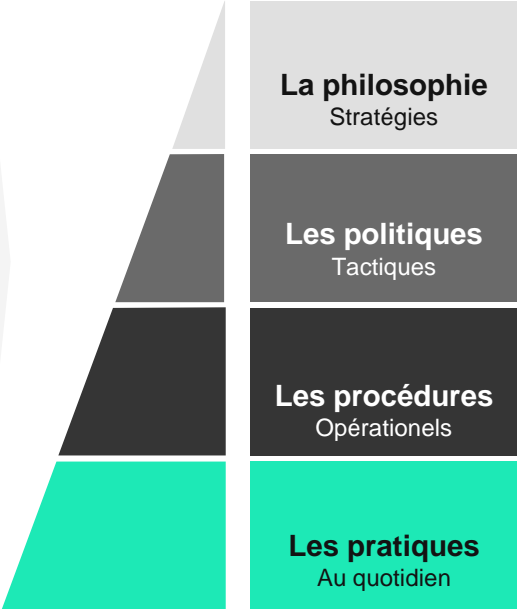 La philosophie
Stratégies
Les politiques
Tactiques
Les procédures
Opérationels
Les pratiques
Au quotidien